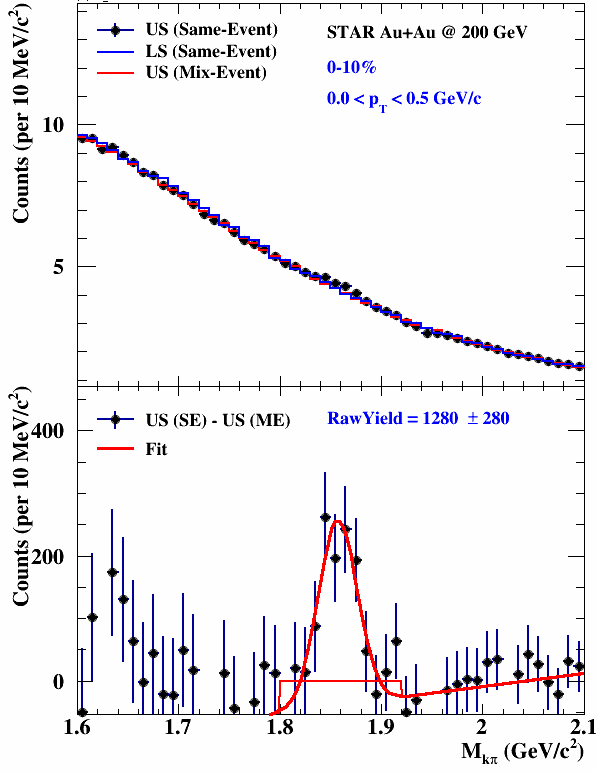 US (Same-Event)
LS (Same-Event)
US (Mix-Event)
STAR Au+Au @ 200 GeV
0-10%
0.0 < pT < 0.5 GeV/c
Counts (per 10 MeV/c²)
10
5
US (SE) - US (ME)
Fit
RawYield = 1280 ± 280
Counts (per 10 MeV/c²)
400
200
0
1.6 1.7 1.8 1.9 2 2.1
Mkπ (GeV/c²)